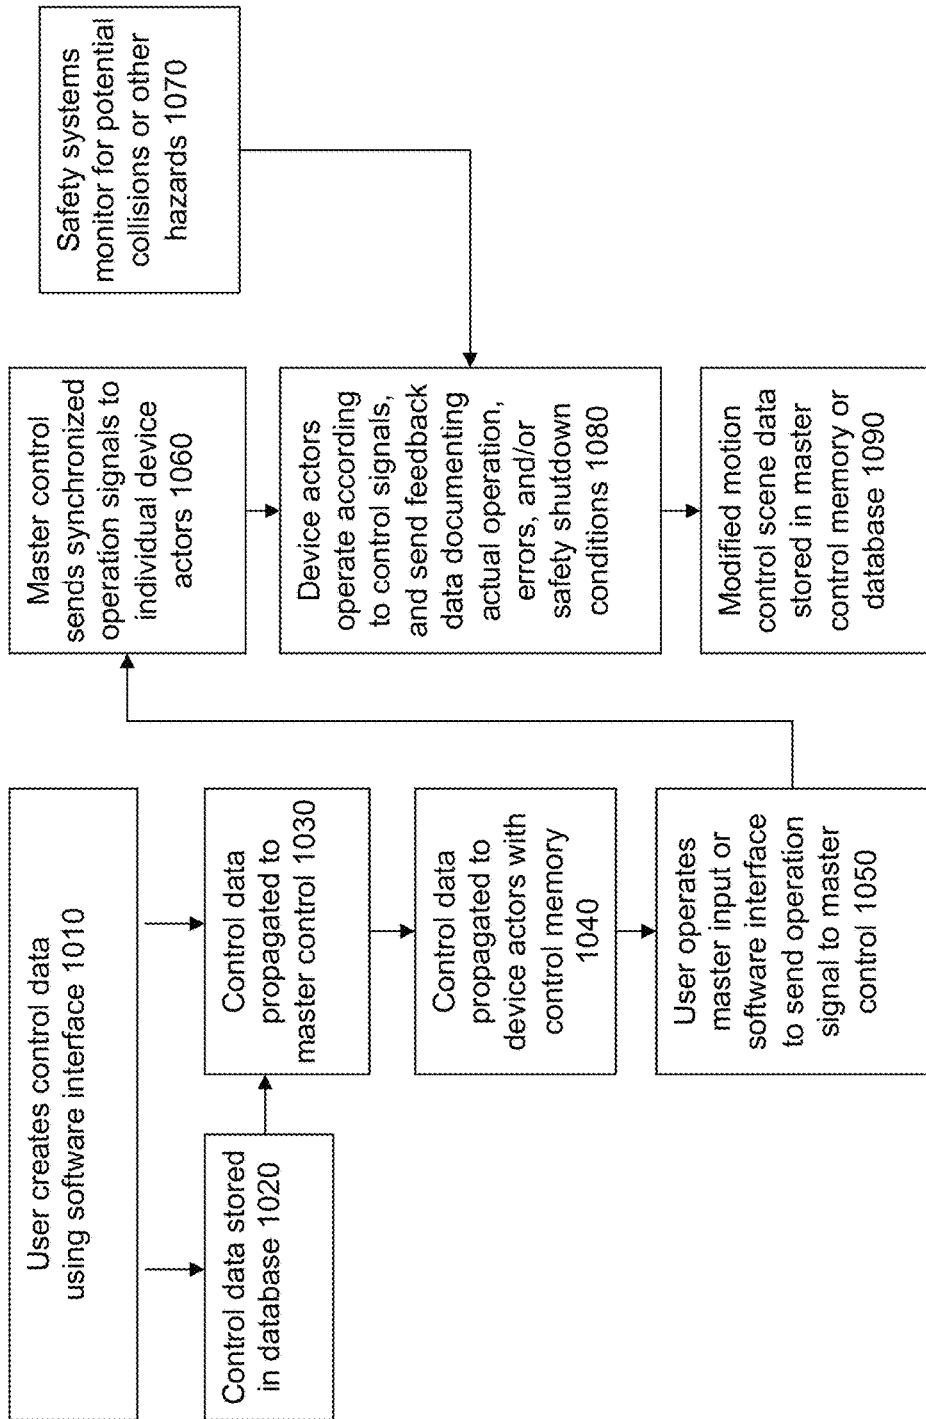 User creates control data
using software interface 1010
Control data stored
in database 1020
Control data
propagated to
master control 1030
Control data
propagated to
device actors with
control memory
1040
User operates
master input or
software interface
to send operation
signal to master
control 1050
Master control
sends synchronized
operation signals to
individual device
actors 1060
Safety systems
monitor for potential
collisions or other
hazards 1070
Device actors
operate according
to control signals,
and send feedback
data documenting
actual operation,
errors, and/or
safety shutdown
conditions 1080
Modified motion
control scene data
stored in master
control memory or
database 1090